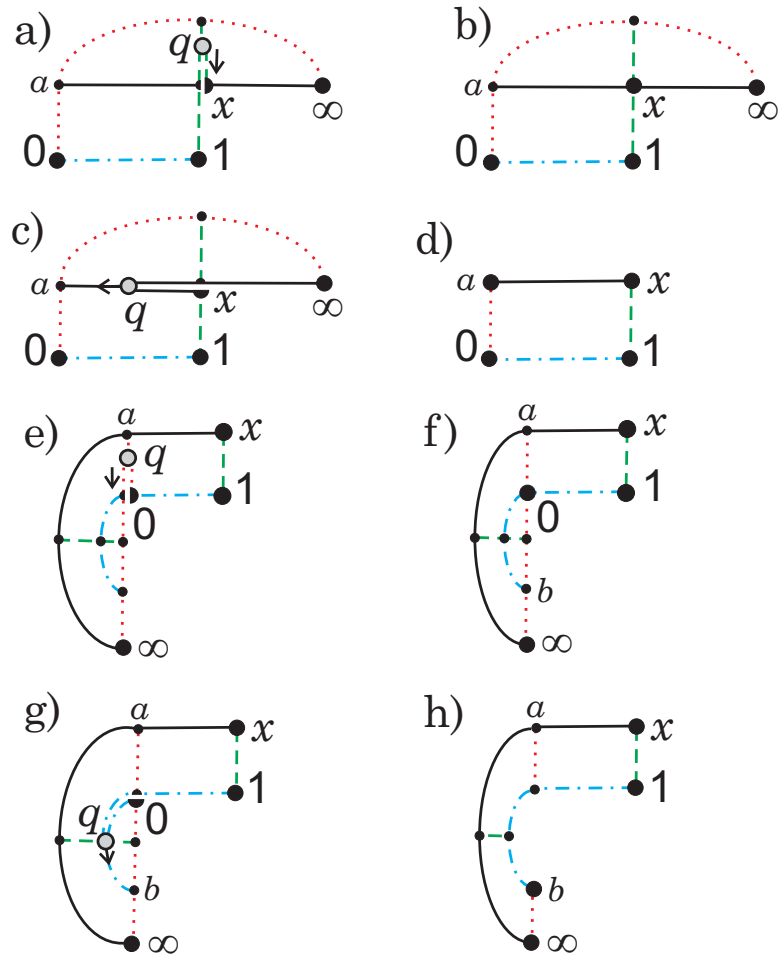 a)
q
a
x
∞
0
1
b)
a
x
∞
0
1
c)
a
q
x
∞
0
1
d)
a
x
0
1
e)
a
x
q
0
1
∞
f)
a
x
0
1
b
∞
g)
a
x
0
1
q
b
∞
h)
a
x
1
b
∞